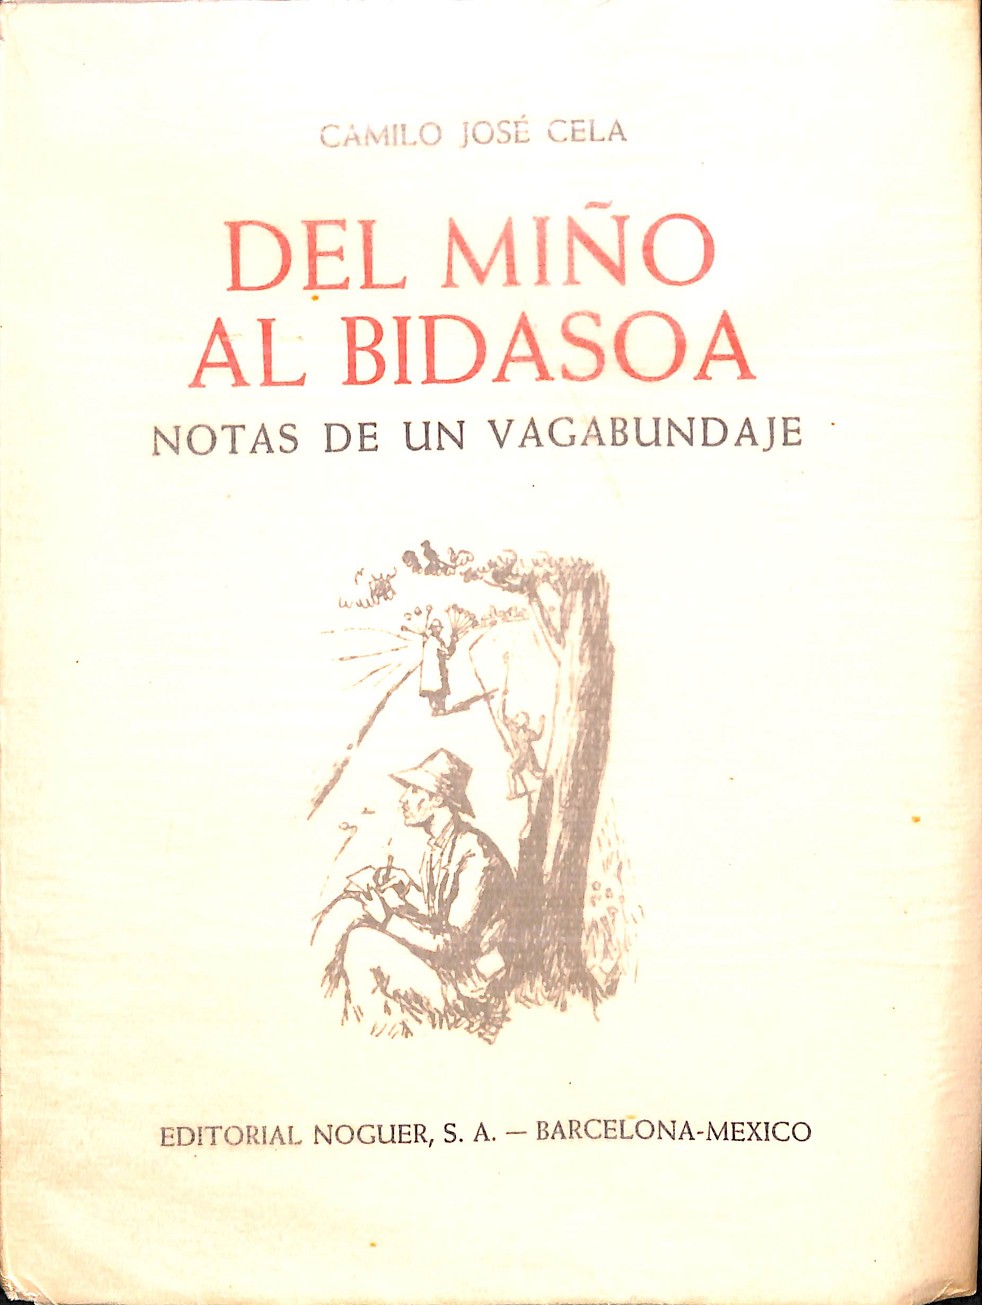 CAMILO JOSÉ CELA
DEL MIÑO
AL BIDASOA
NOTAS DE UN VAGABUNDAJE
EDITORIAL NOGUER, S. A. — BARCELONA-MEXICO